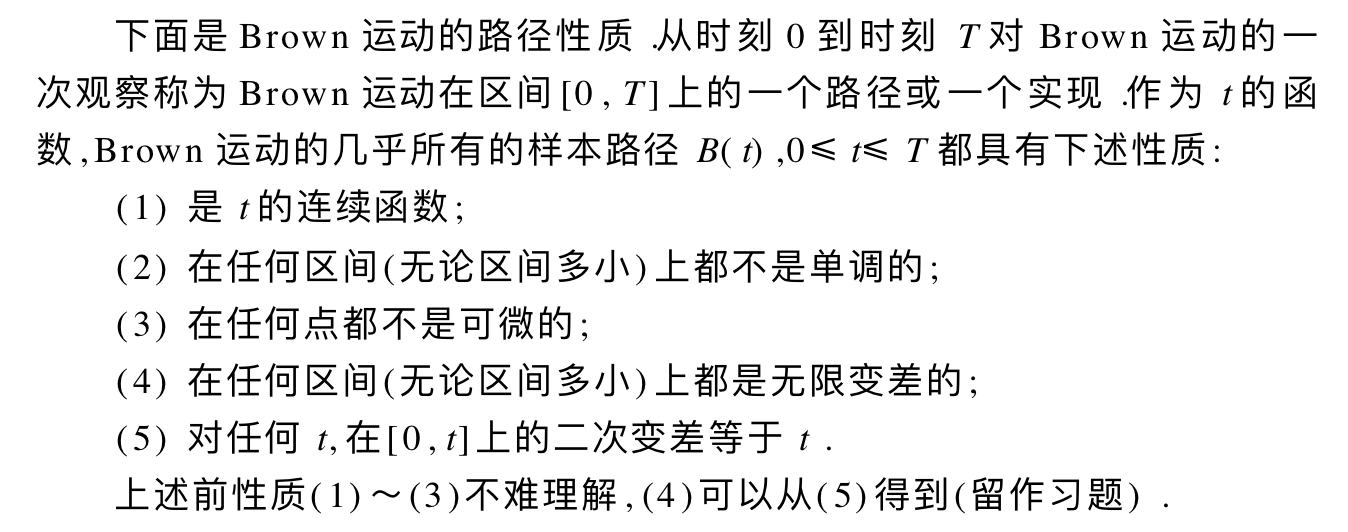 下面是 Brown 运动的路径性质 .从时刻 0 到时刻 T 对 Brown 运动的一
次观察称为 Brown 运动在区间[0, T]上的一个路径或一个实现 .作为 t 的函
数,Brown 运动的几乎所有的样本路径 B(t),0≤t≤T 都具有下述性质:
(1) 是 t 的连续函数;
(2) 在任何区间(无论区间多小)上都不是单调的;
(3) 在任何点都不是可微的;
(4) 在任何区间(无论区间多小)上都是无限变差的;
(5) 对任何 t,在[0,t]上的二次变差等于 t .
上述前性质(1)～(3)不难理解,(4)可以从(5)得到(留作习题) .